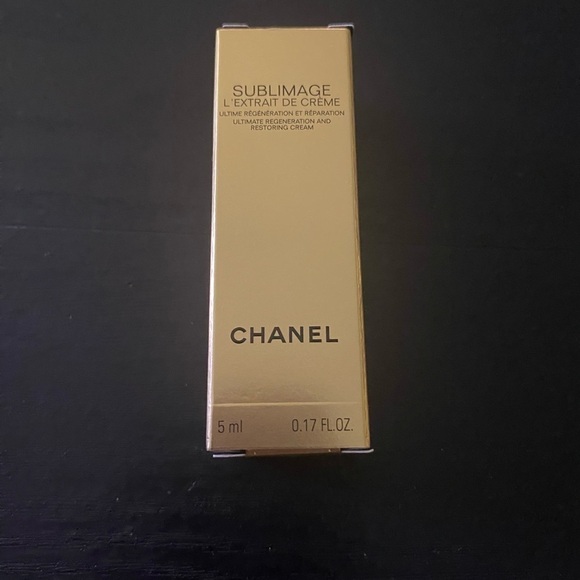 SUBLIMAGE
L'EXTRAIT DE CRÈME
ULTIME RÉGÉNÉRATION ET RÉPARATION
ULTIMATE REGENERATION AND
RESTORING CREAM
CHANEL
5 ml 0.17 FL.OZ.